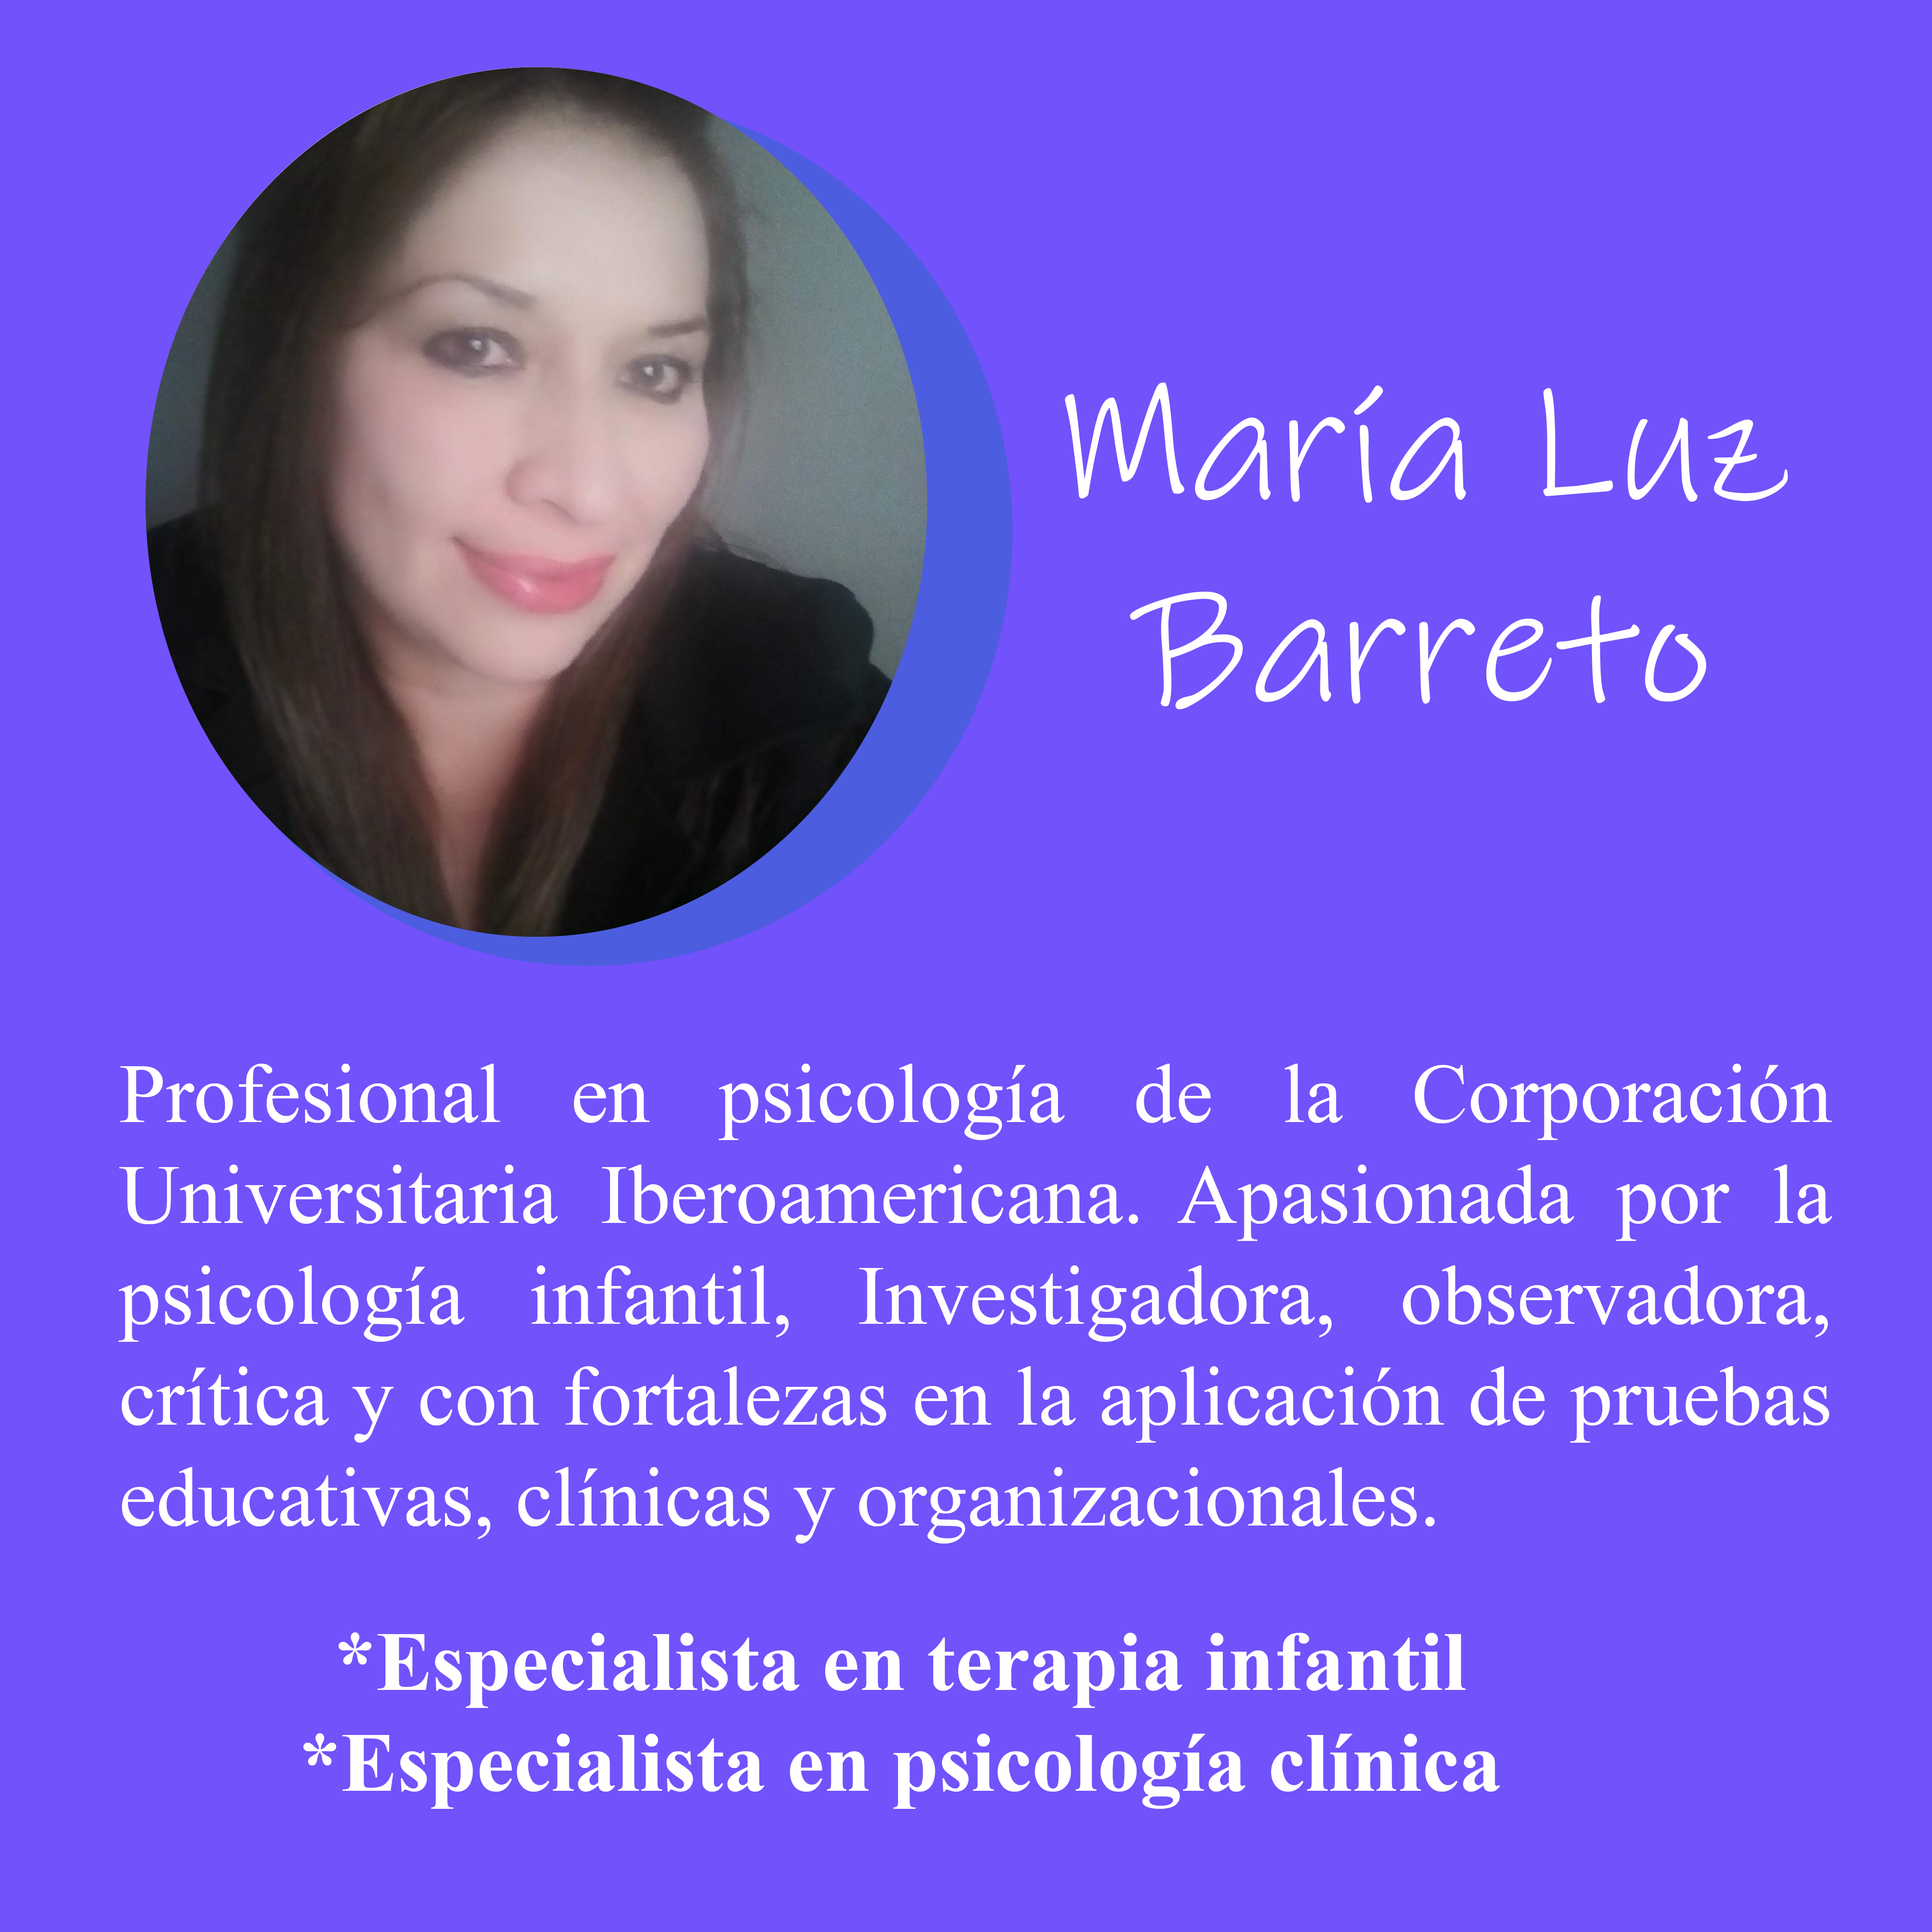 María Luz
Barreto
Profesional en psicología de la Corporación
Universitaria Iberoamericana. Apasionada por la
psicología infantil, Investigadora, observadora,
crítica y con fortalezas en la aplicación de pruebas
educativas, clínicas y organizacionales.
*Especialista en terapia infantil
*Especialista en psicología clínica